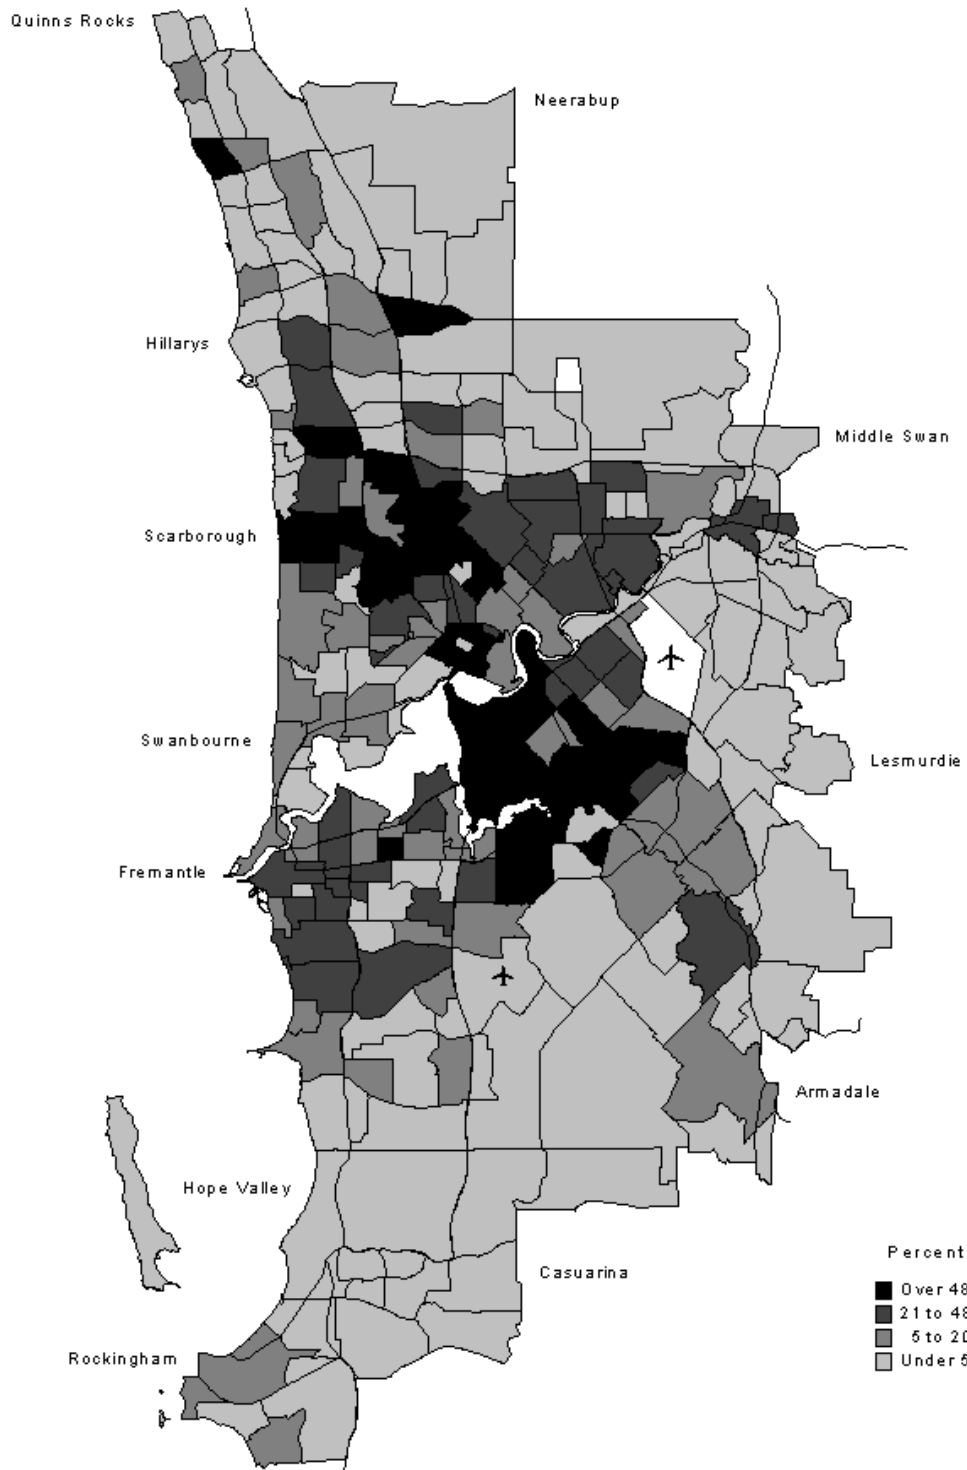 Quinns Rocks
Neerabup
Hillarys
Middle Swan
Scarborough
Swanbourne
Lesmurdie
Fremantle
Armadale
Hope Valley
Casuarina
Percent
Over 48
21 to 48
5 to 20
Under 5
Rockingham